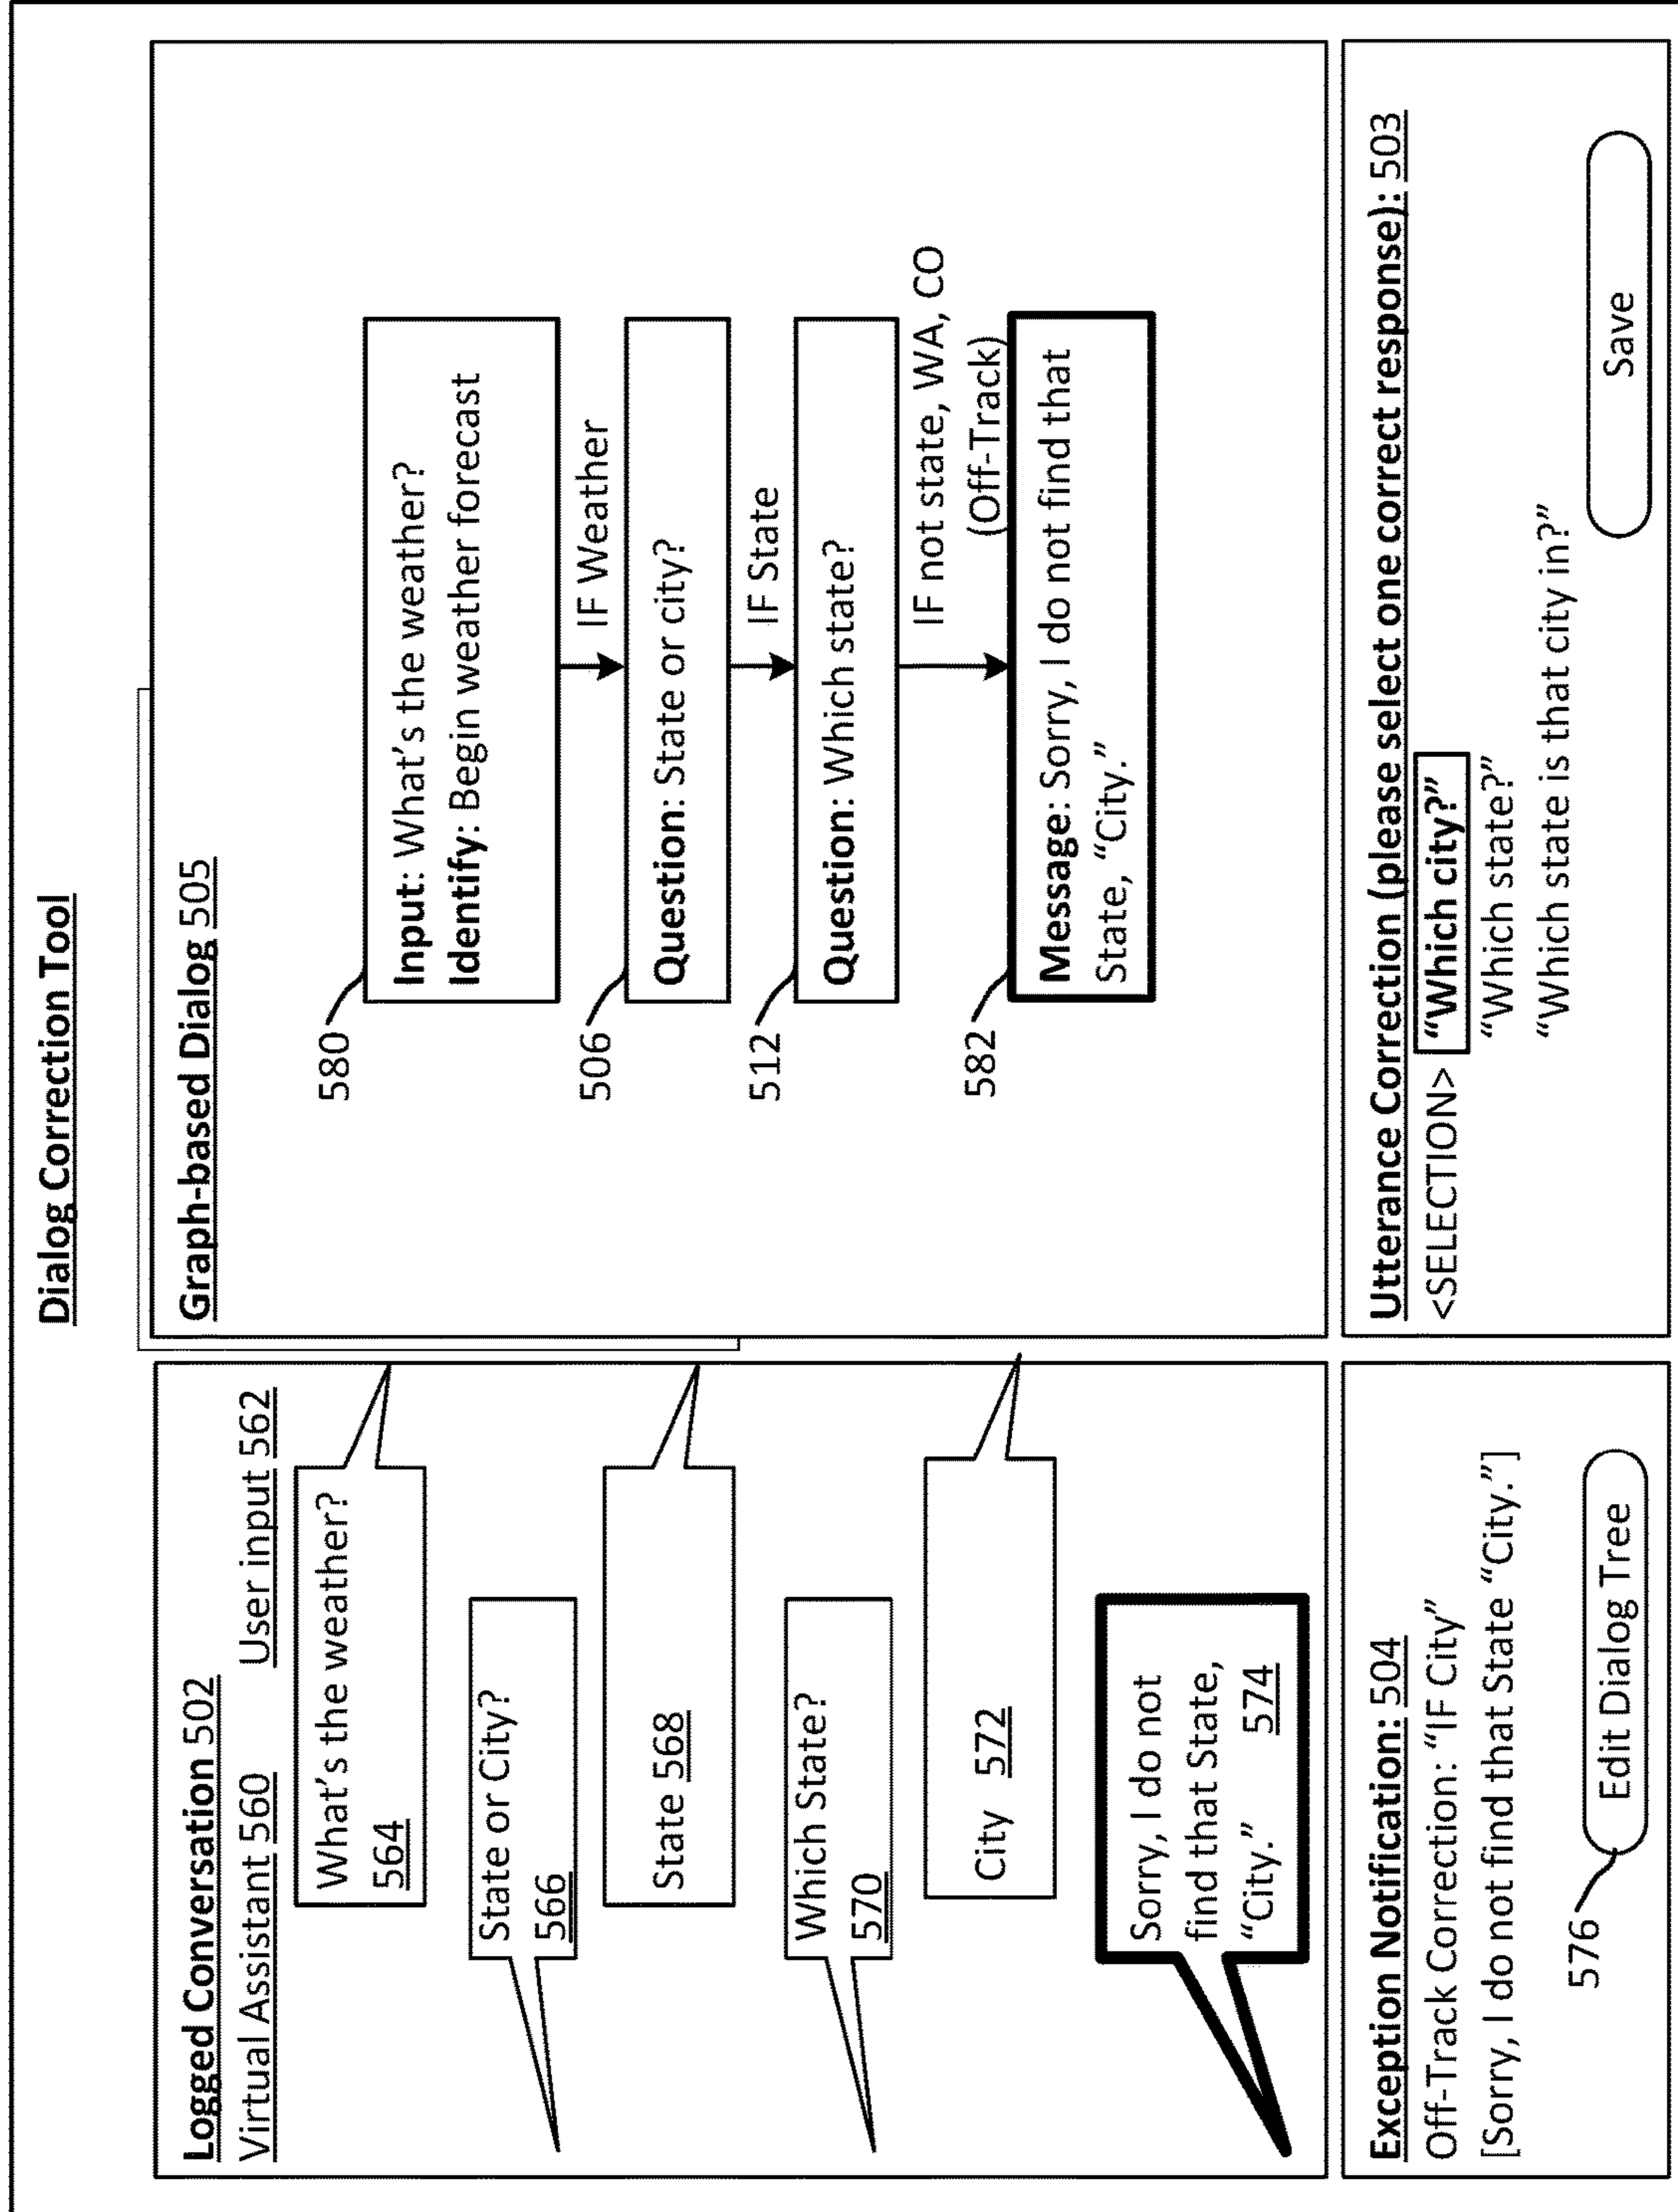 Dialog Correction Tool
Logged Conversation 502
Virtual Assistant 560 User input 562
What's the weather?
564
State or City?
566
State 568
Which State?
570
City 572
Sorry, I do not
find that State,
“City.” 574
Graph-based Dialog 505
580
Input: What's the weather?
Identify: Begin weather forecast
IF Weather
506
Question: State or city?
IF State
512
Question: Which state?
IF not state, WA, CO
(Off-Track)
582
Message: Sorry, I do not find that
State, “City.”
Exception Notification: 504
Off-Track Correction: “IF City”
[Sorry, I do not find that State “City.”]
576
Edit Dialog Tree
Utterance Correction (please select one correct response): 503
<SELECTION> “Which city?”
“Which state?”
“Which state is that city in?”
Save